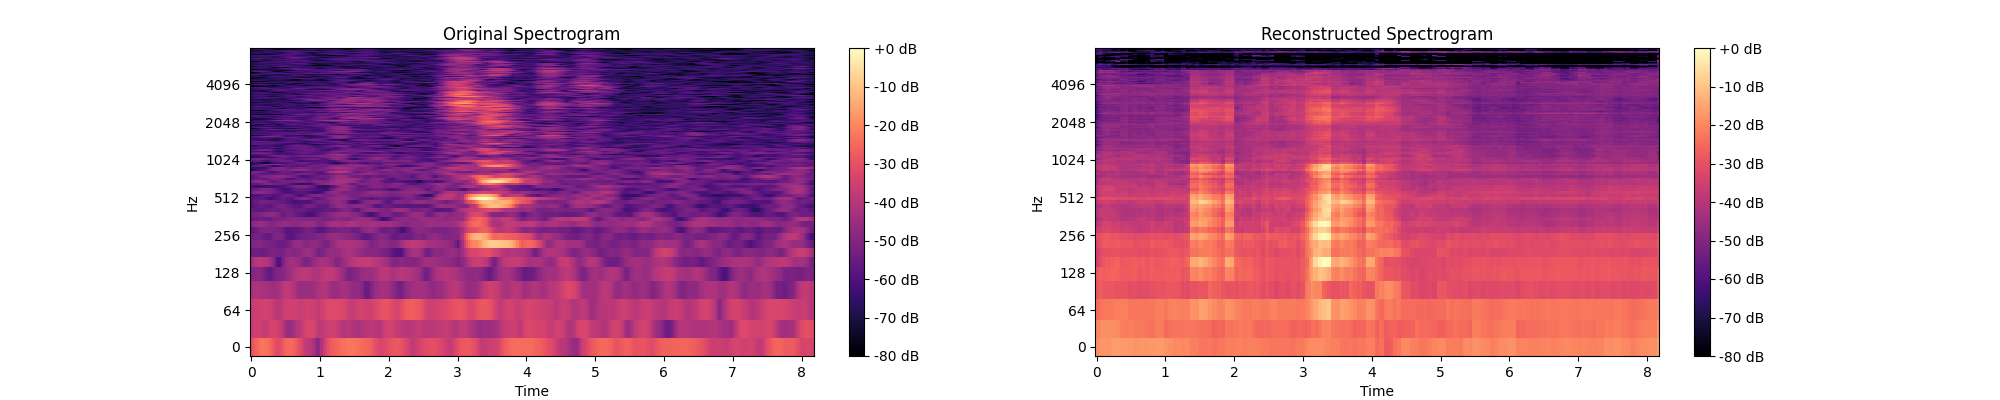 Original Spectrogram
Hz
4096
2048
1024
512
256
128
64
0
0 1 2 3 4 5 6 7 8
Time
+0 dB
-10 dB
-20 dB
-30 dB
-40 dB
-50 dB
-60 dB
-70 dB
-80 dB
Reconstructed Spectrogram
Hz
4096
2048
1024
512
256
128
64
0
0 1 2 3 4 5 6 7 8
Time
+0 dB
-10 dB
-20 dB
-30 dB
-40 dB
-50 dB
-60 dB
-70 dB
-80 dB